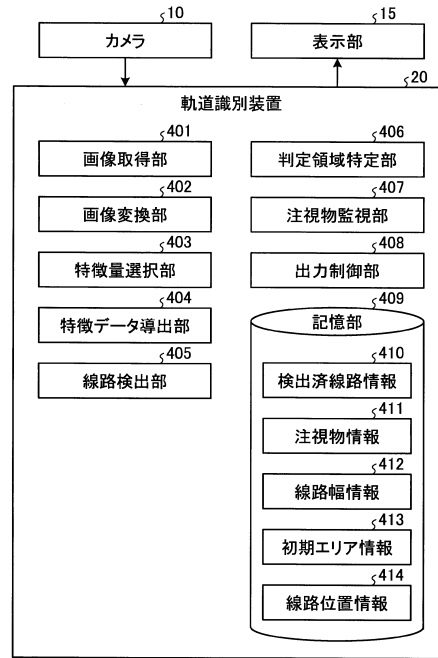 10
カメラ
15
表示部
20
軌道識別装置
401
画像取得部
402
画像変換部
403
特徴量選択部
404
特徴データ導出部
405
線路検出部
406
判定領域特定部
407
注視物監視部
408
出力制御部
409
記憶部
410
検出済線路情報
411
注視物情報
412
線路幅情報
413
初期エリア情報
414
線路位置情報